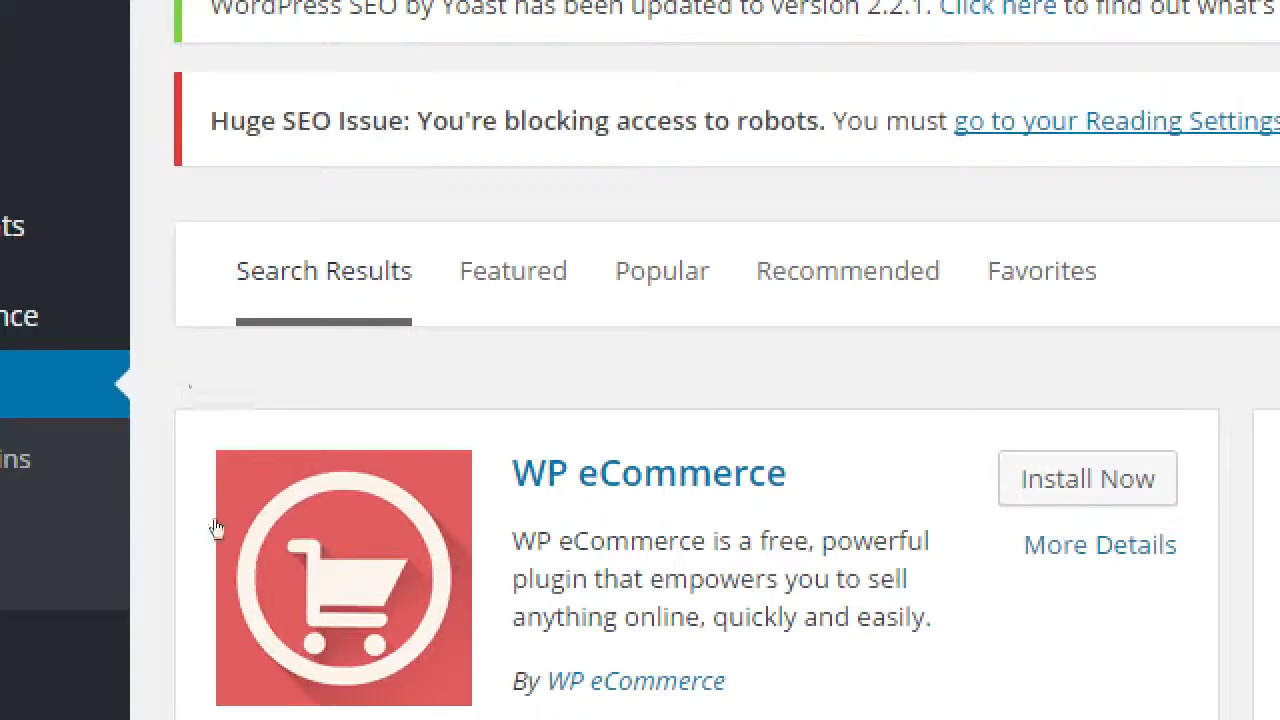 WordPress SEO by Yoast has been updated to version 2.2.1. Click here to find out what's
Huge SEO Issue: You're blocking access to robots. You must go to your Reading Settings
ts
Search Results Featured Popular Recommended Favorites
nce
ins
WP eCommerce
Install Now
WP eCommerce is a free, powerful
More Details
plugin that empowers you to sell
anything online, quickly and easily.
By WP eCommerce